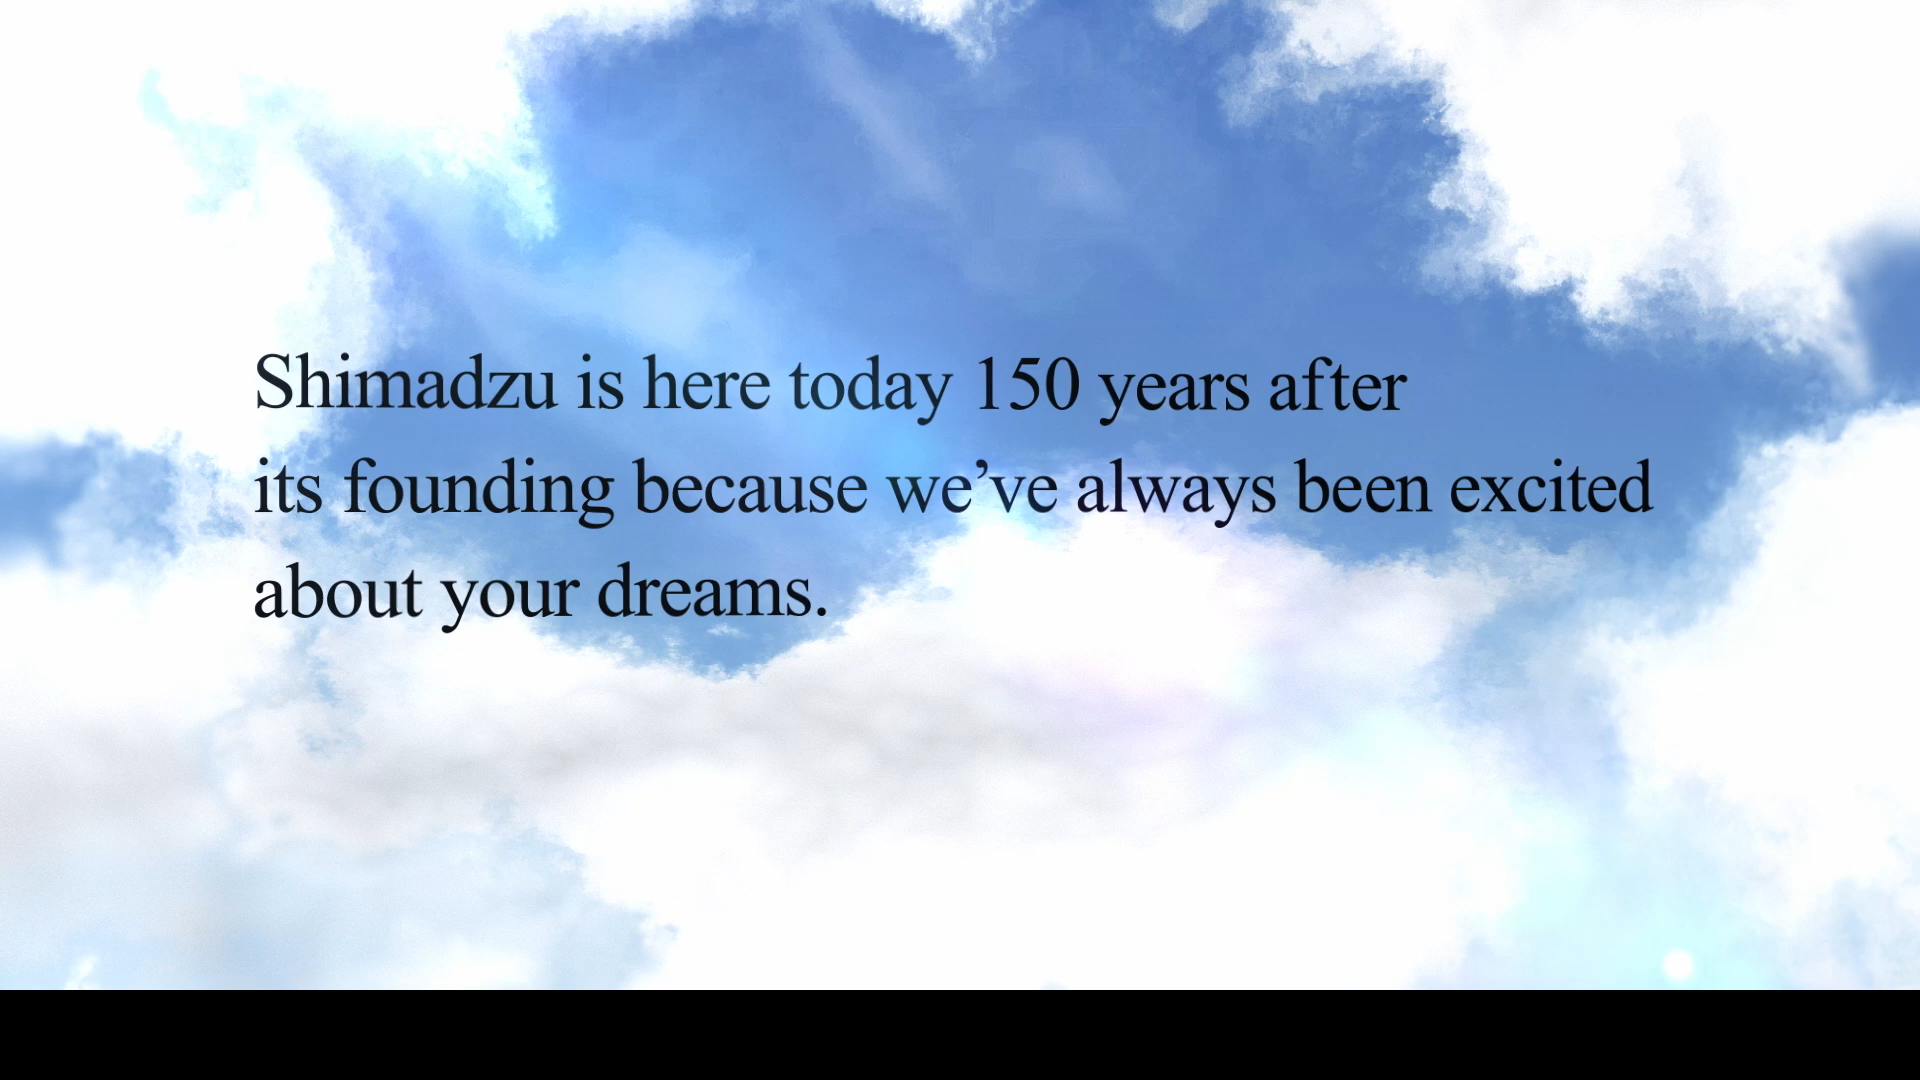 Shimadzu is here today 150 years after
its founding because we’ve always been excited
about your dreams.